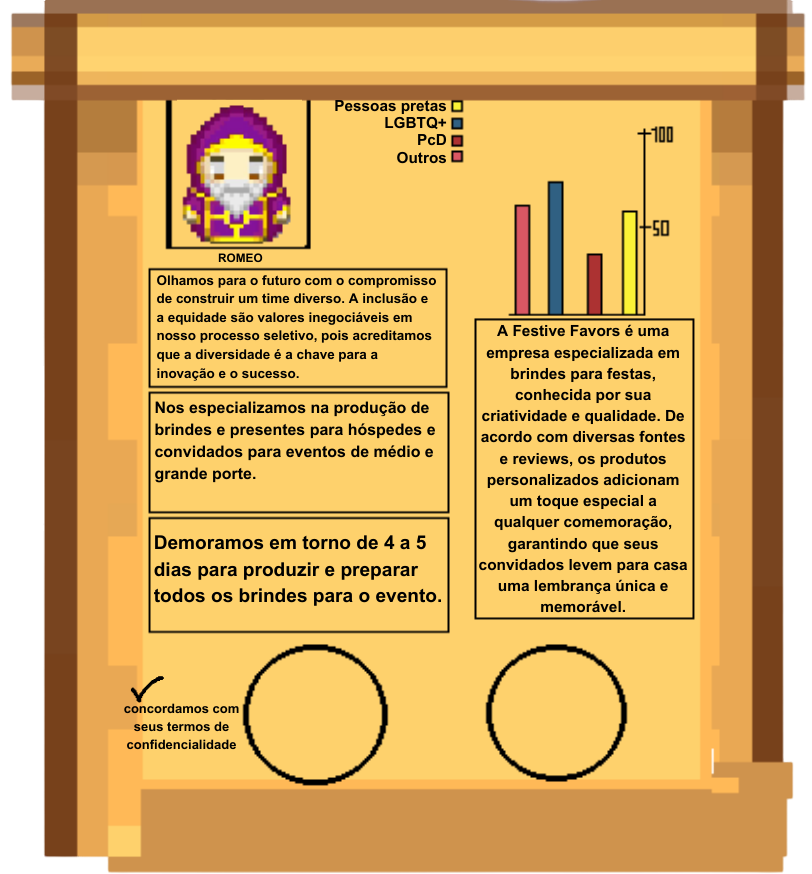 Pessoas pretas
LGBTQ+
PcD
Outros
100
50
ROMEO
Olhamos para o futuro com o compromisso
de construir um time diverso. A inclusão e
a equidade são valores inegociáveis em
nosso processo seletivo, pois acreditamos
que a diversidade é a chave para a
inovação e o sucesso.
Nos especializamos na produção de
brindes e presentes para hóspedes e
convidados para eventos de médio e
grande porte.
Demoramos em torno de 4 a 5
dias para produzir e preparar
todos os brindes para o evento.
A Festive Favors é uma
empresa especializada em
brindes para festas,
conhecida por sua
criatividade e qualidade. De
acordo com diversas fontes
e reviews, os produtos
personalizados adicionam
um toque especial a
qualquer comemoração,
garantindo que seus
convidados levem para casa
uma lembrança única e
memorável.
concordamos com
seus termos de
confidencialidade